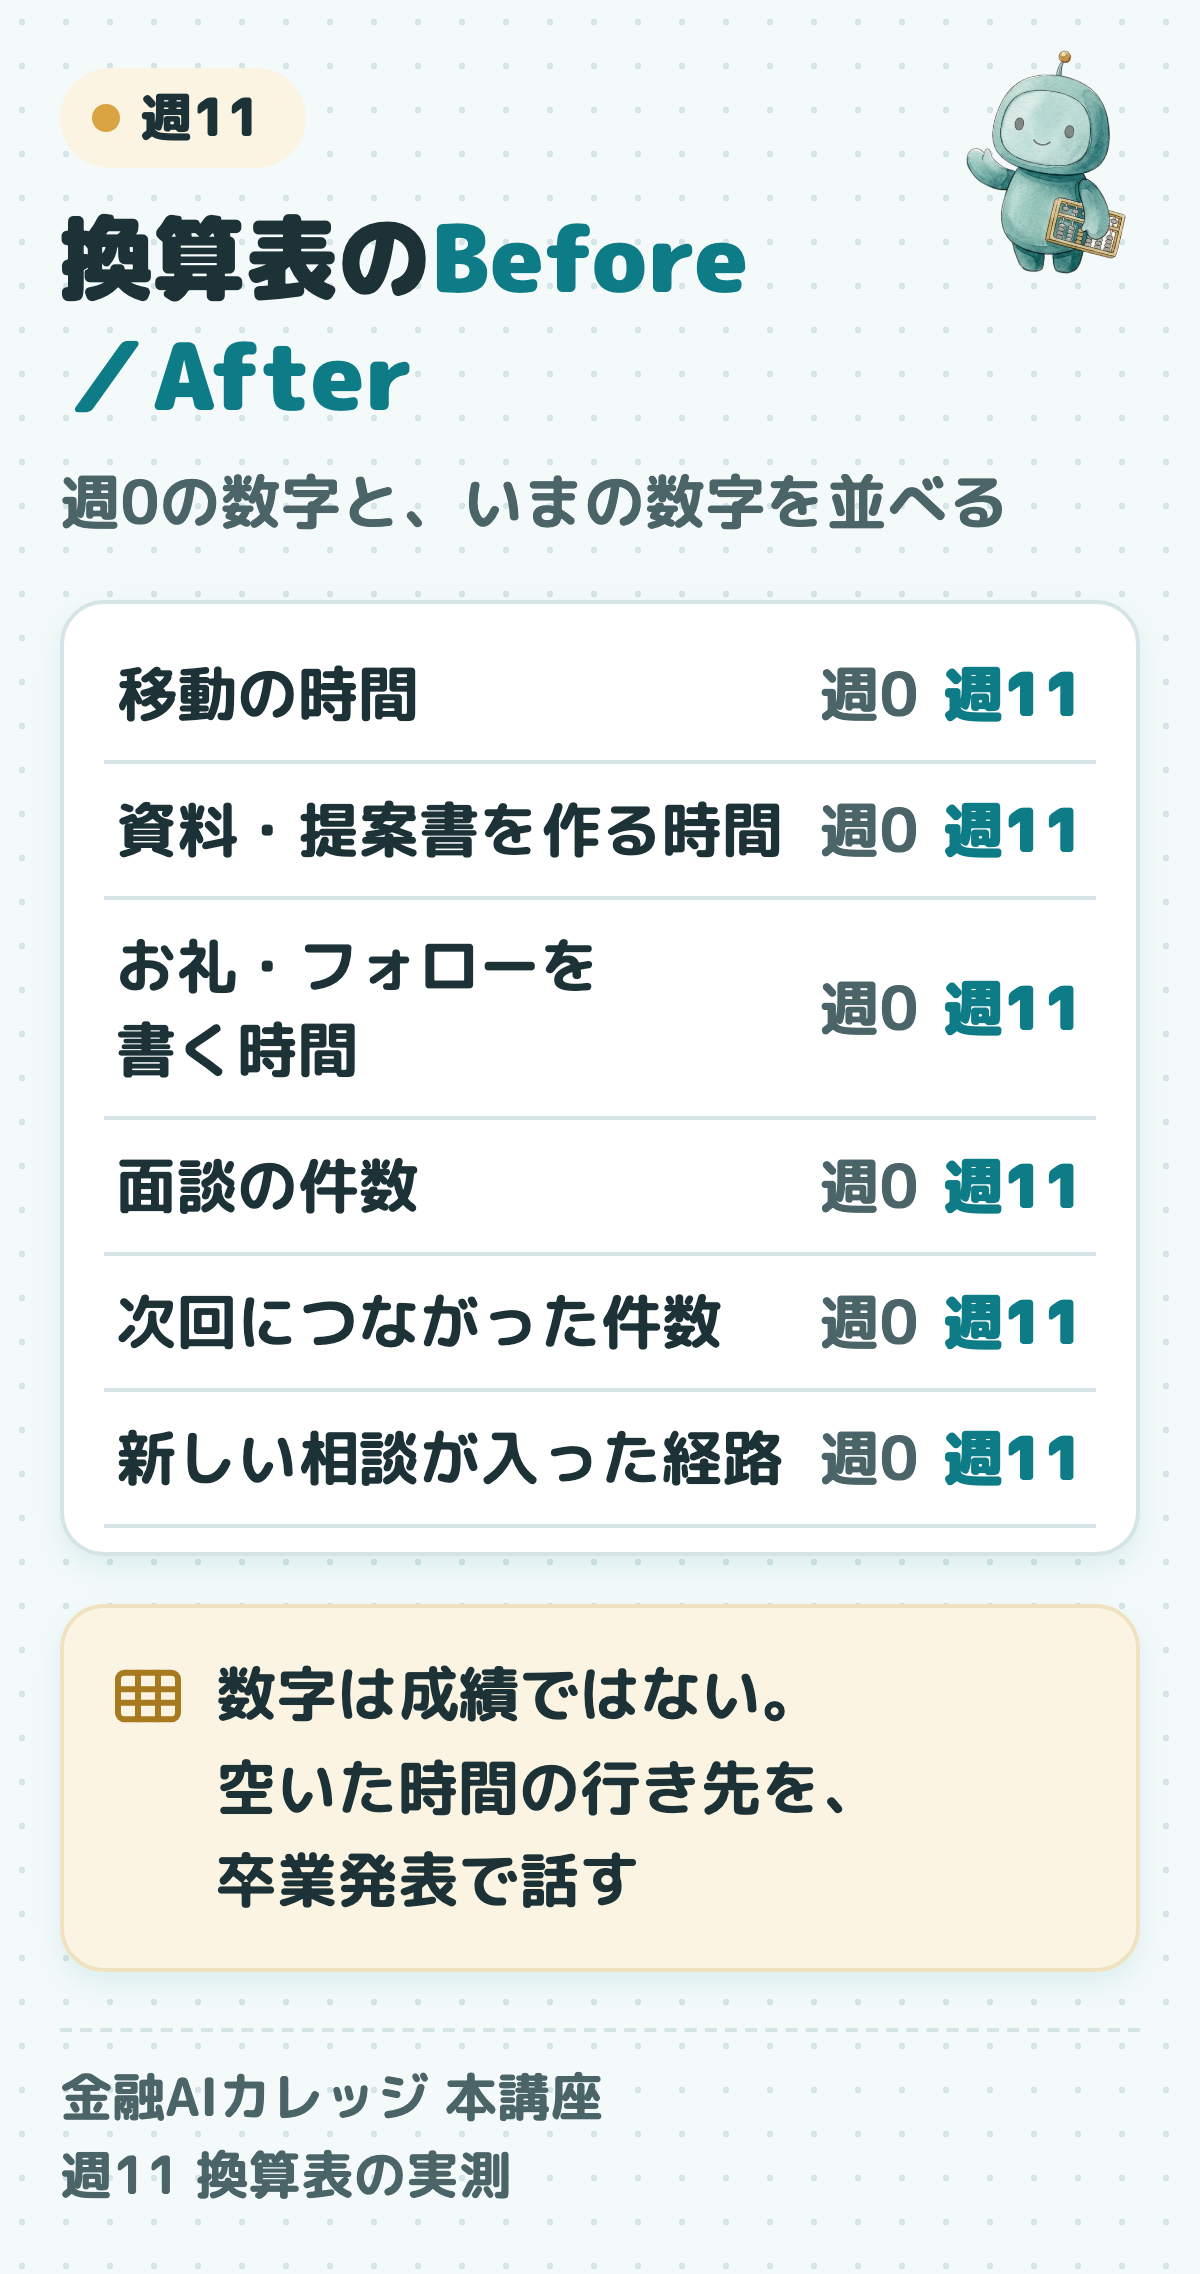 週11
換算表のBefore
／After
週0の数字と、いまの数字を並べる
移動の時間 週0 週11
資料・提案書を作る時間 週0 週11
お礼・フォローを
書く時間 週0 週11
面談の件数 週0 週11
次回につながった件数 週0 週11
新しい相談が入った経路 週0 週11
数字は成績ではない。
空いた時間の行き先を、
卒業発表で話す
金融AIカレッジ 本講座
週11 換算表の実測